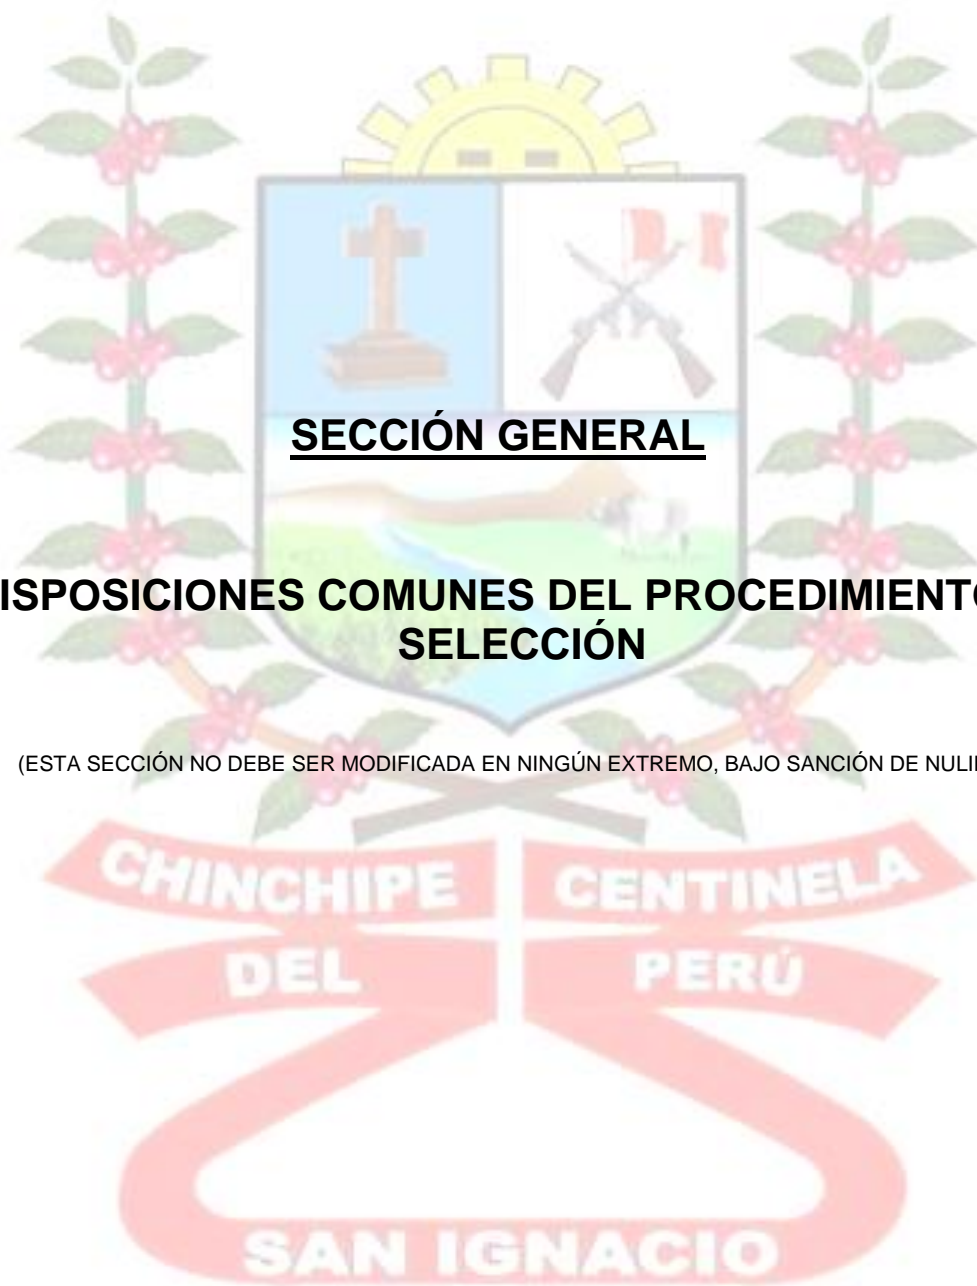 SECCIÓN GENERAL
ISPOSICIONES COMUNES DEL PROCEDIMIENTO
SELECCIÓN
(ESTA SECCIÓN NO DEBE SER MODIFICADA EN NINGÚN EXTREMO, BAJO SANCIÓN DE NULI
CHINCHIPE CENTINELA
DEL PERÚ
SAN IGNACIO